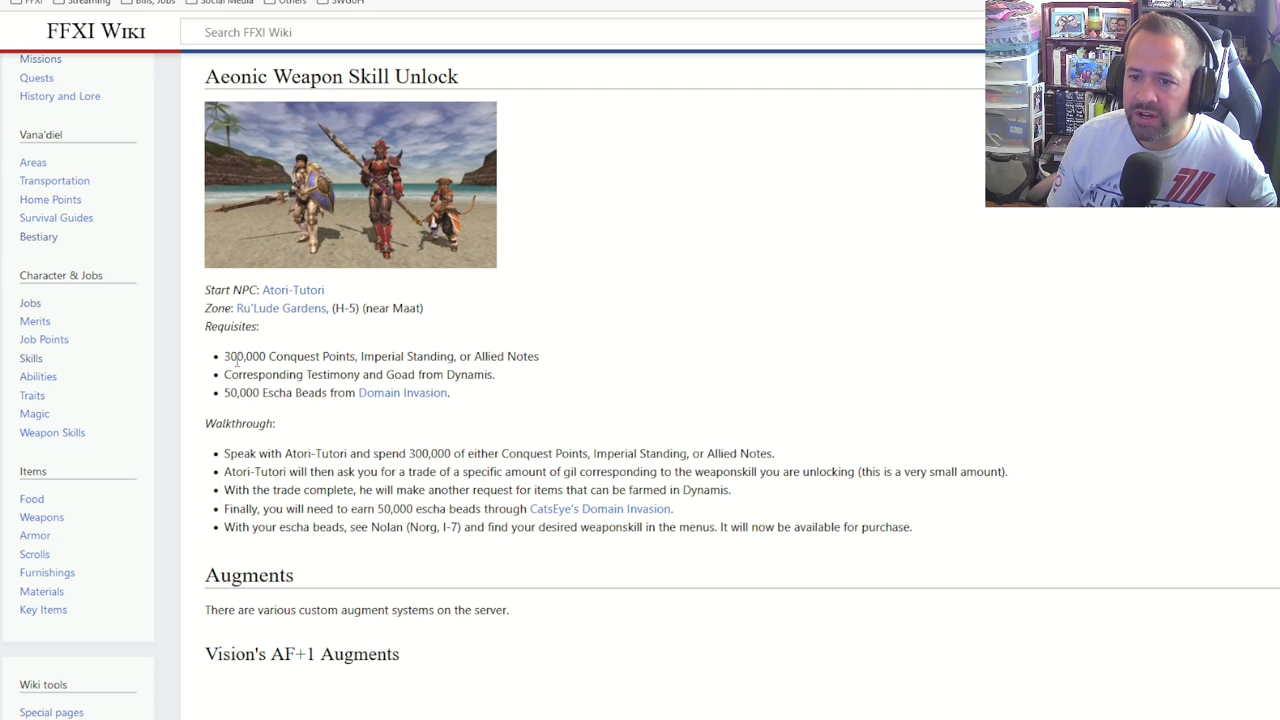 FFXI
Streaming
Bills, Jobs
Social Media
Others
SWGOH
FFXI Wiki
Search FFXI Wiki
Missions
Quests
History and Lore
Vana'diel
Areas
Transportation
Home Points
Survival Guides
Bestiary
Character & Jobs
Jobs
Merits
Job Points
Skills
Abilities
Traits
Magic
Weapon Skills
Items
Food
Weapons
Armor
Scrolls
Furnishings
Materials
Key Items
Wiki tools
Special pages
Aeonic Weapon Skill Unlock
Start NPC: Atori-Tutori
Zone: Ru'Lude Gardens, (H-5) (near Maat)
Requisites:
• 300,000 Conquest Points, Imperial Standing, or Allied Notes
• Corresponding Testimony and Goad from Dynamis.
• 50,000 Escha Beads from Domain Invasion.
Walkthrough:
• Speak with Atori-Tutori and spend 300,000 of either Conquest Points, Imperial Standing, or Allied Notes.
• Atori-Tutori will then ask you for a trade of a specific amount of gil corresponding to the weaponskill you are unlocking (this is a very small amount).
• With the trade complete, he will make another request for items that can be farmed in Dynamis.
• Finally, you will need to earn 50,000 escha beads through CatsEye's Domain Invasion.
• With your escha beads, see Nolan (Norg, I-7) and find your desired weaponskill in the menus. It will now be available for purchase.
Augments
There are various custom augment systems on the server.
Vision's AF+1 Augments